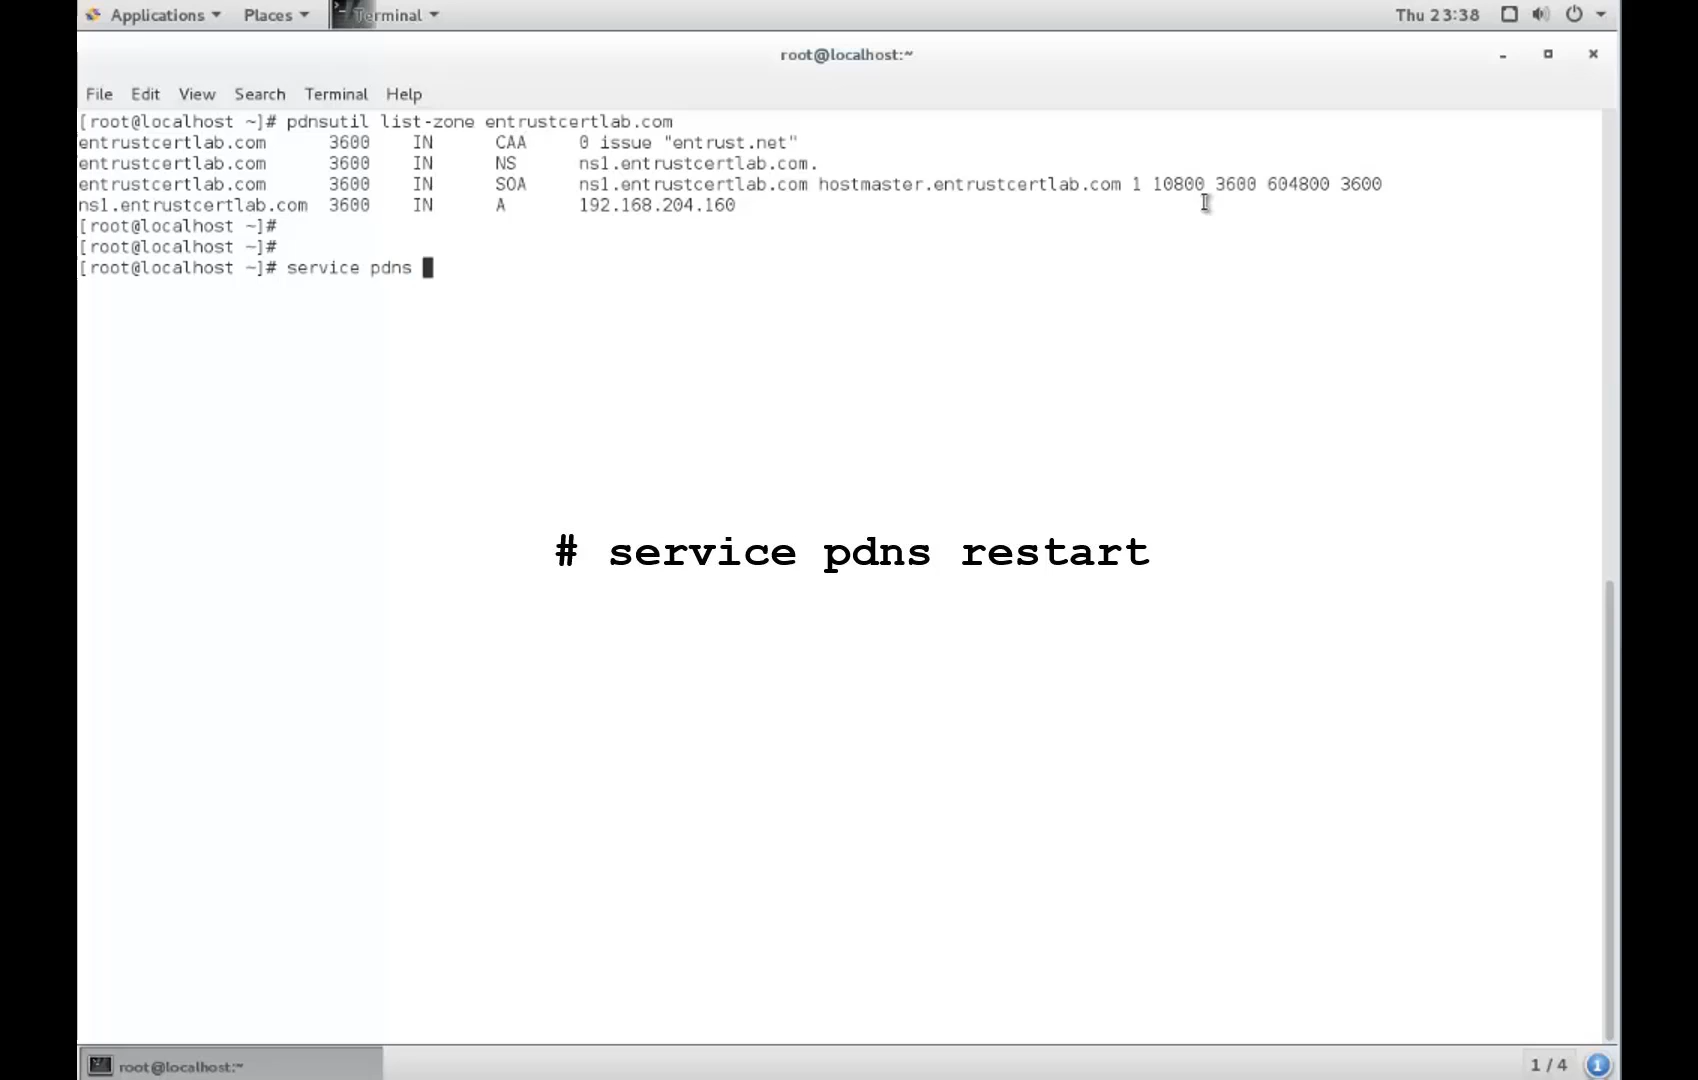 Applications Places Terminal Thu 23:38
root@localhost:~
File Edit View Search Terminal Help
[root@localhost ~]# pdnsutil list-zone entrustcertlab.com
entrustcertlab.com 3600 IN CAA 0 issue "entrust.net"
entrustcertlab.com 3600 IN NS ns1.entrustcertlab.com.
entrustcertlab.com 3600 IN SOA ns1.entrustcertlab.com hostmaster.entrustcertlab.com 1 10800 3600 604800 3600
ns1.entrustcertlab.com 3600 IN A 192.168.204.160
[root@localhost ~]#
[root@localhost ~]#
[root@localhost ~]# service pdns
# service pdns restart
root@localhost:~ 1 / 4 1